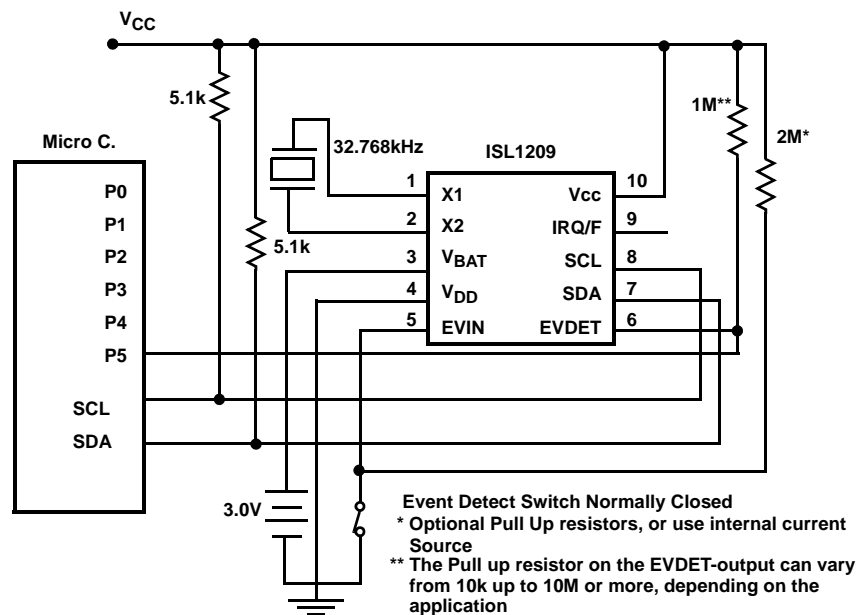 VCC
5.1k
1M**
2M*
Micro C.
32.768kHz
ISL1209
P0
P1
P2
P3
P4
P5
SCL
SDA
5.1k
1
X1
Vcc
10
2
X2
IRQ/F
9
3
VBAT
SCL
8
4
VDD
SDA
7
5
EVIN
EVDET
6
3.0V
Event Detect Switch Normally Closed
* Optional Pull Up resistors, or use internal current
Source
** The Pull up resistor on the EVDET-output can vary
from 10k up to 10M or more, depending on the
application